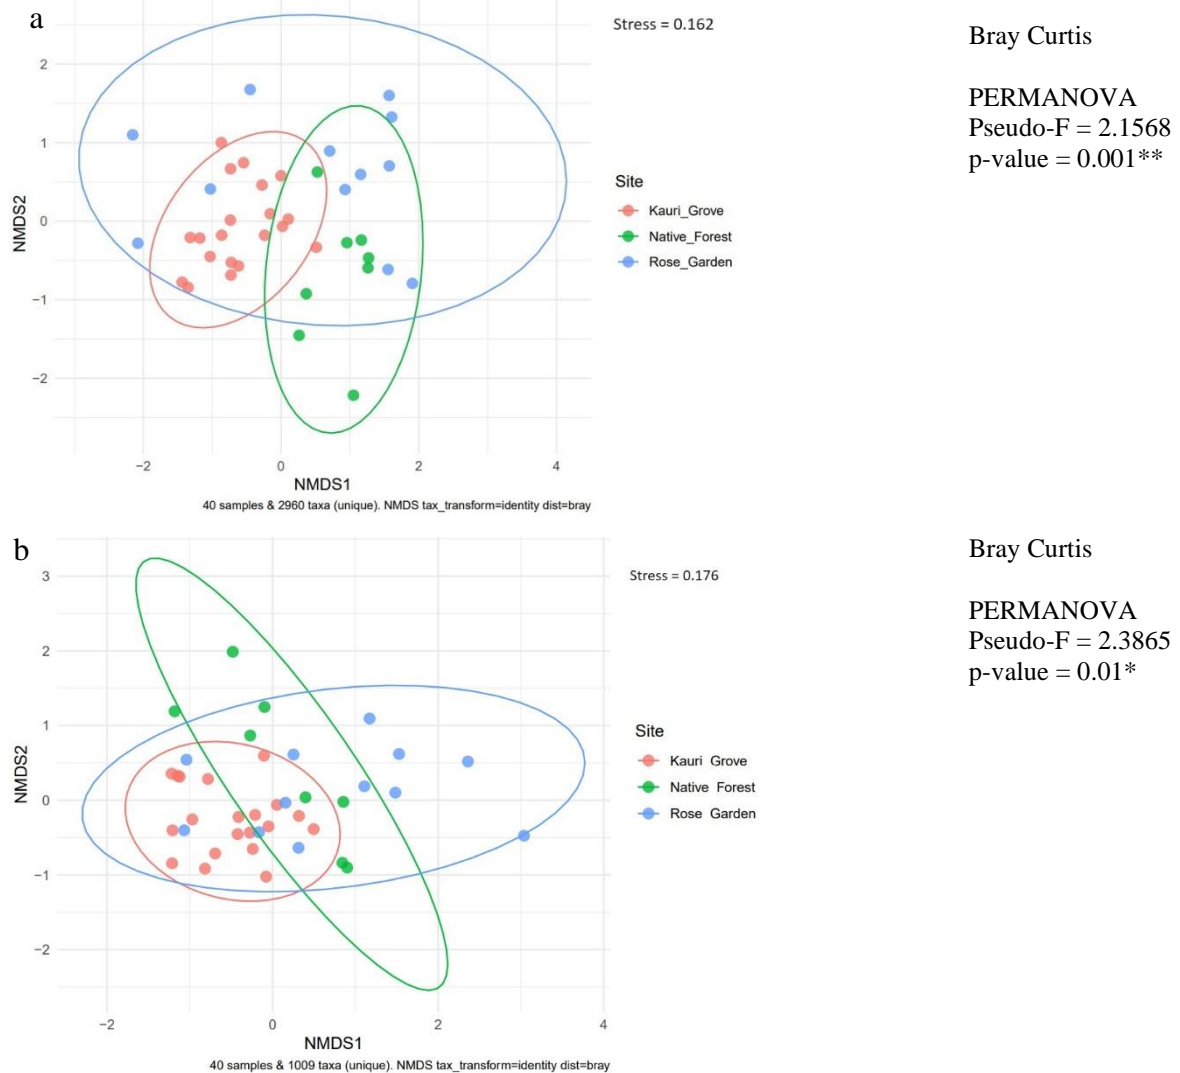 a
Stress = 0.162
Bray Curtis
PERMANOVA
Pseudo-F = 2.1568
p-value = 0.001**
2
1
0
−1
−2
NMDS2
Site
Kauri_Grove
Native_Forest
Rose_Garden
−2 0 2 4
NMDS1
40 samples & 2960 taxa (unique). NMDS tax_transform=identity dist=bray
b
Stress = 0.176
Bray Curtis
PERMANOVA
Pseudo-F = 2.3865
p-value = 0.01*
3
2
1
0
−1
−2
NMDS2
Site
Kauri Grove
Native Forest
Rose Garden
−2 0 2 4
NMDS1
40 samples & 1009 taxa (unique). NMDS tax_transform=identity dist=bray